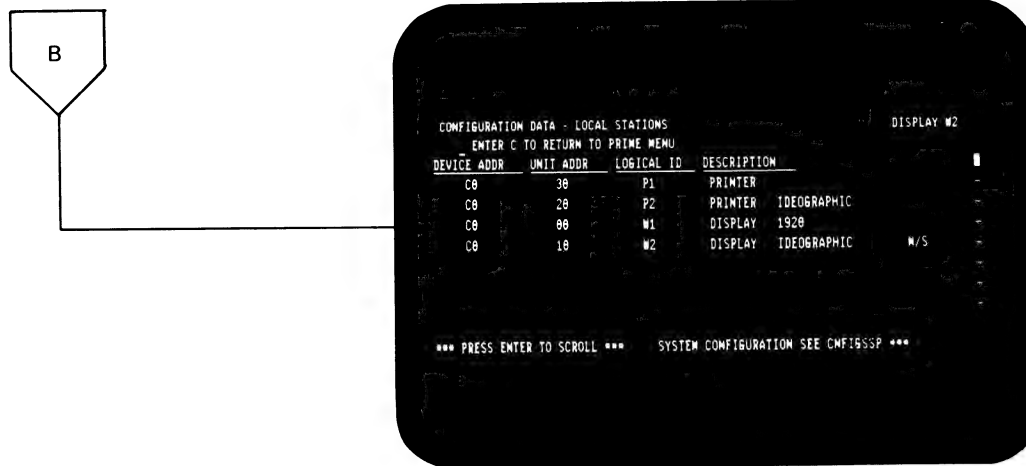 B
CONFIGURATION DATA - LOCAL STATIONS DISPLAY W2
ENTER C TO RETURN TO PRIME MENU
DEVICE ADDR UNIT ADDR LOGICAL ID DESCRIPTION
C0 30 P1 PRINTER
C0 20 P2 PRINTER IDEOGRAPHIC
C0 00 W1 DISPLAY 1920
C0 10 W2 DISPLAY IDEOGRAPHIC W/S
*** PRESS ENTER TO SCROLL *** SYSTEM CONFIGURATION SEE CNFIGSSP ***